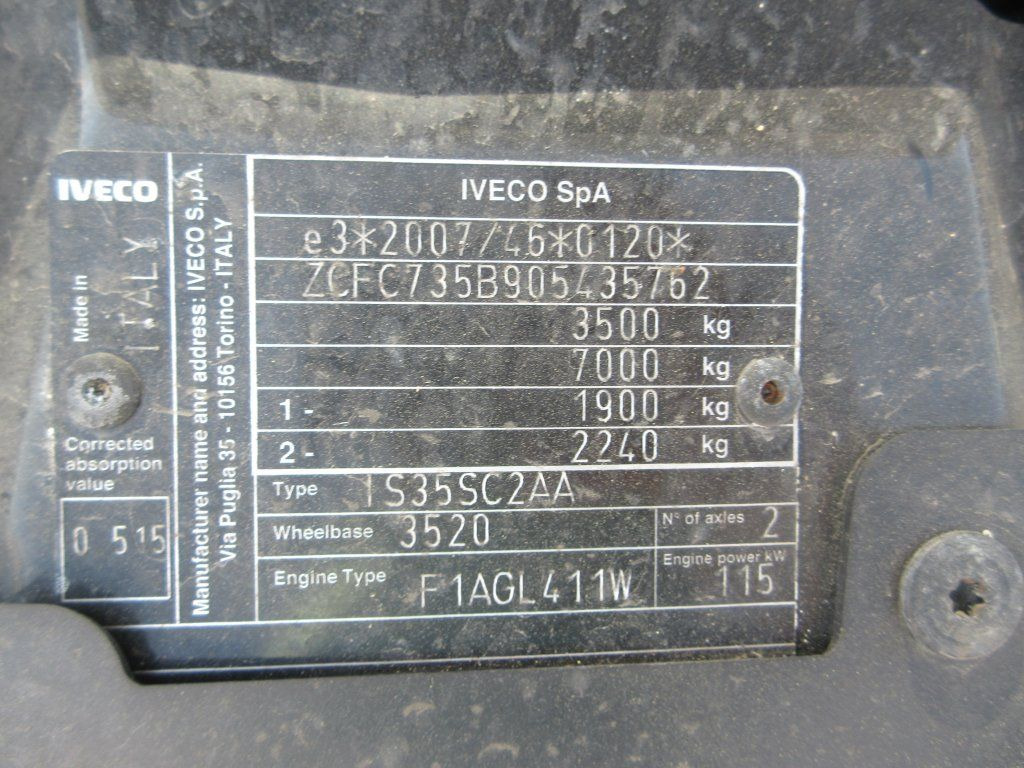 IVECO
Made in
ITALY
Corrected
absorption
value
0 515
Manufacturer name and address: IVECO S.p.A.
Via Puglia 35 - 10156 Torino - ITALY
IVECO SpA
e3*2007/46*0120*
ZCFC735B905435762
3500 kg
7000 kg
1 - 1900 kg
2 - 2240 kg
Type IS35SC2AA
Wheelbase 3520 N° of axles 2
Engine Type F1AGL411W Engine power kW 115